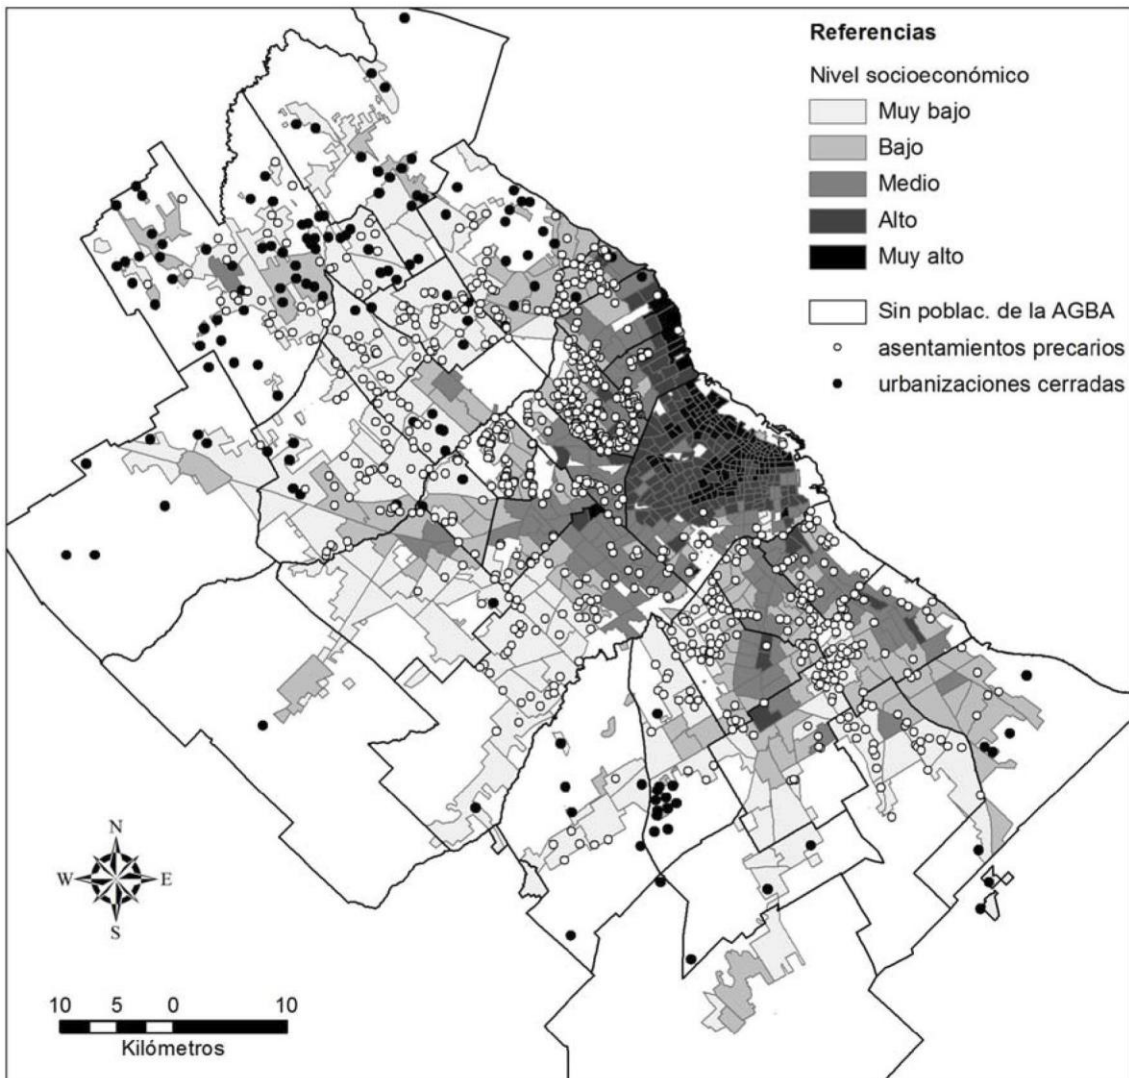 Referencias
Nivel socioeconómico
Muy bajo
Bajo
Medio
Alto
Muy alto
Sin poblac. de la AGBA
asentamientos precarios
urbanizaciones cerradas
N
W E
S
10 5 0 10
Kilómetros